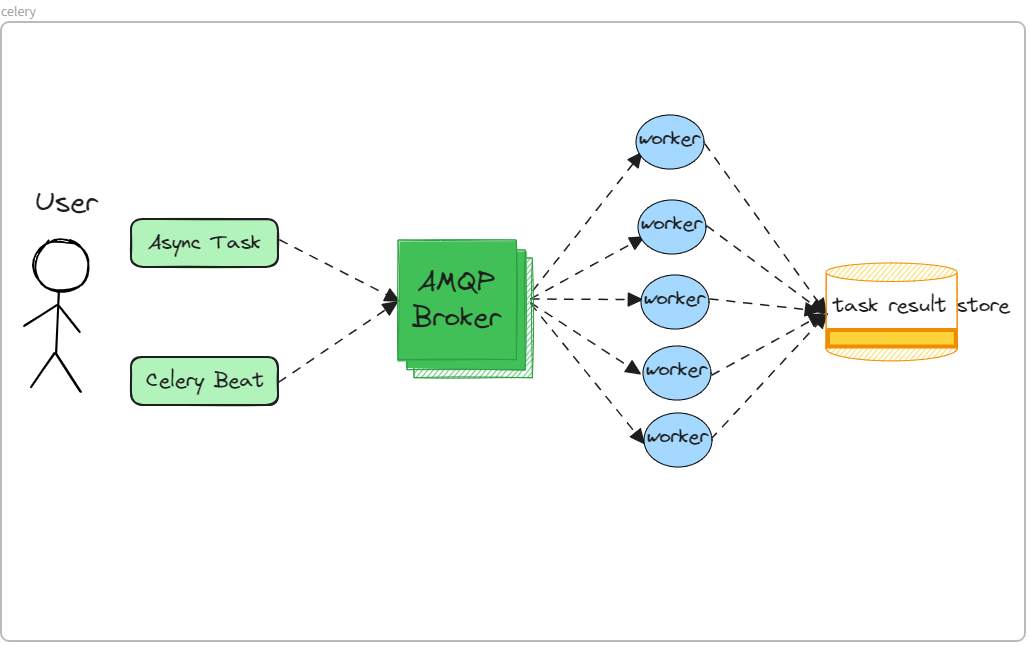 celery
User
Async Task
Celery Beat
AMQP
Broker
worker
worker
worker
worker
worker
task result store